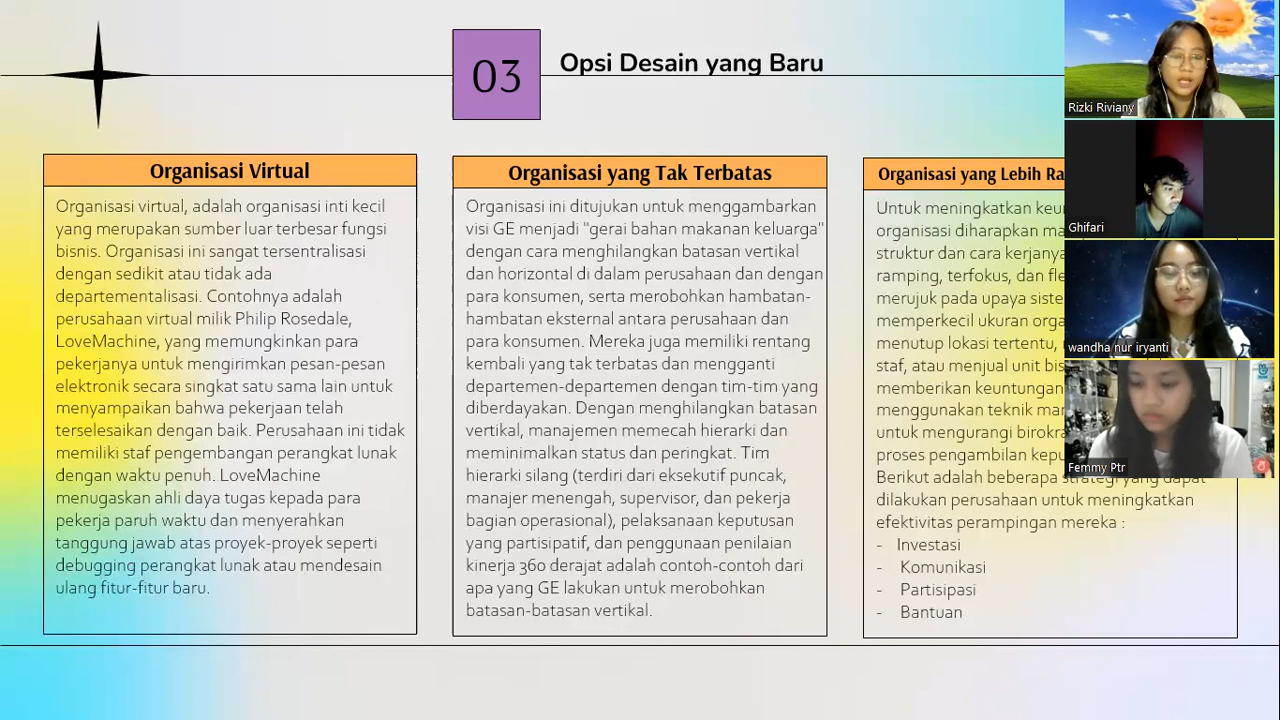 03
Opsi Desain yang Baru
Organisasi Virtual
Organisasi virtual, adalah organisasi inti kecil
yang merupakan sumber luar terbesar fungsi
bisnis. Organisasi ini sangat tersentralisasi
dengan sedikit atau tidak ada
departementalisasi. Contohnya adalah
perusahaan virtual milik Philip Rosedale,
LoveMachine, yang memungkinkan para
pekerjanya untuk mengirimkan pesan-pesan
elektronik secara singkat satu sama lain untuk
menyampaikan bahwa pekerjaan telah
terselesaikan dengan baik. Perusahaan ini tidak
memiliki staf pengembangan perangkat lunak
dengan waktu penuh. LoveMachine
menugaskan ahli daya tugas kepada para
pekerja paruh waktu dan menyerahkan
tanggung jawab atas proyek-proyek seperti
debugging perangkat lunak atau mendesain
ulang fitur-fitur baru.
Organisasi yang Tak Terbatas
Organisasi ini ditujukan untuk menggambarkan
visi GE menjadi "gerai bahan makanan keluarga"
dengan cara menghilangkan batasan vertikal
dan horizontal di dalam perusahaan dan dengan
para konsumen, serta merobohkan hambatan-
hambatan eksternal antara perusahaan dan
para konsumen. Mereka juga memiliki rentang
kembali yang tak terbatas dan mengganti
departemen-departemen dengan tim-tim yang
diberdayakan. Dengan menghilangkan batasan
vertikal, manajemen memecah hierarki dan
meminimalkan status dan peringkat. Tim
hierarki silang (terdiri dari eksekutif puncak,
manajer menengah, supervisor, dan pekerja
bagian operasional), pelaksanaan keputusan
yang partisipatif, dan penggunaan penilaian
kinerja 360 derajat adalah contoh-contoh dari
apa yang GE lakukan untuk merobohkan
batasan-batasan vertikal.
Organisasi yang Lebih
Untuk meningkatkan
organisasi diharapkan
struktur dan cara kerjanya
ramping, terfokus, dan
merujuk pada upaya
memperkecil ukuran
menutup lokasi tertentu,
staf, atau menjual unit
memberikan keuntungan
menggunakan teknik
untuk mengurangi
proses pengambilan
Berikut adalah beberapa strategi yang dapat
dilakukan perusahaan untuk meningkatkan
efektivitas perampingan mereka :
- Investasi
- Komunikasi
- Partisipasi
- Bantuan
Rizki Riviany
Ghifari
wandha nur iryanti
Femmy Ptr